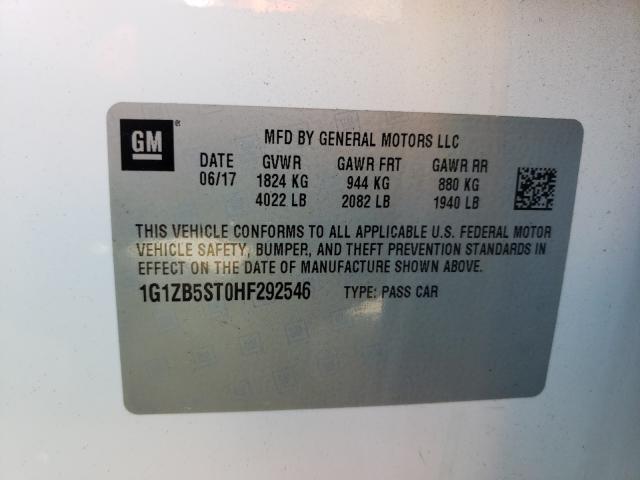 GM®
MFD BY GENERAL MOTORS LLC
DATE GVWR GAWR FRT GAWR RR
06/17 1824 KG 944 KG 880 KG
4022 LB 2082 LB 1940 LB
THIS VEHICLE CONFORMS TO ALL APPLICABLE U.S. FEDERAL MOTOR
VEHICLE SAFETY, BUMPER, AND THEFT PREVENTION STANDARDS IN
EFFECT ON THE DATE OF MANUFACTURE SHOWN ABOVE.
1G1ZB5ST0HF292546 TYPE: PASS CAR